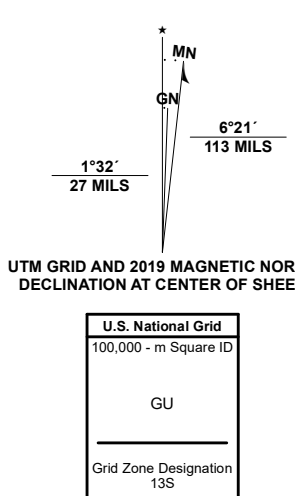 ★
MN
GN
6°21´
113 MILS
1°32´
27 MILS
UTM GRID AND 2019 MAGNETIC NOR
DECLINATION AT CENTER OF SHEE
U.S. National Grid
100,000 - m Square ID
GU
Grid Zone Designation
13S